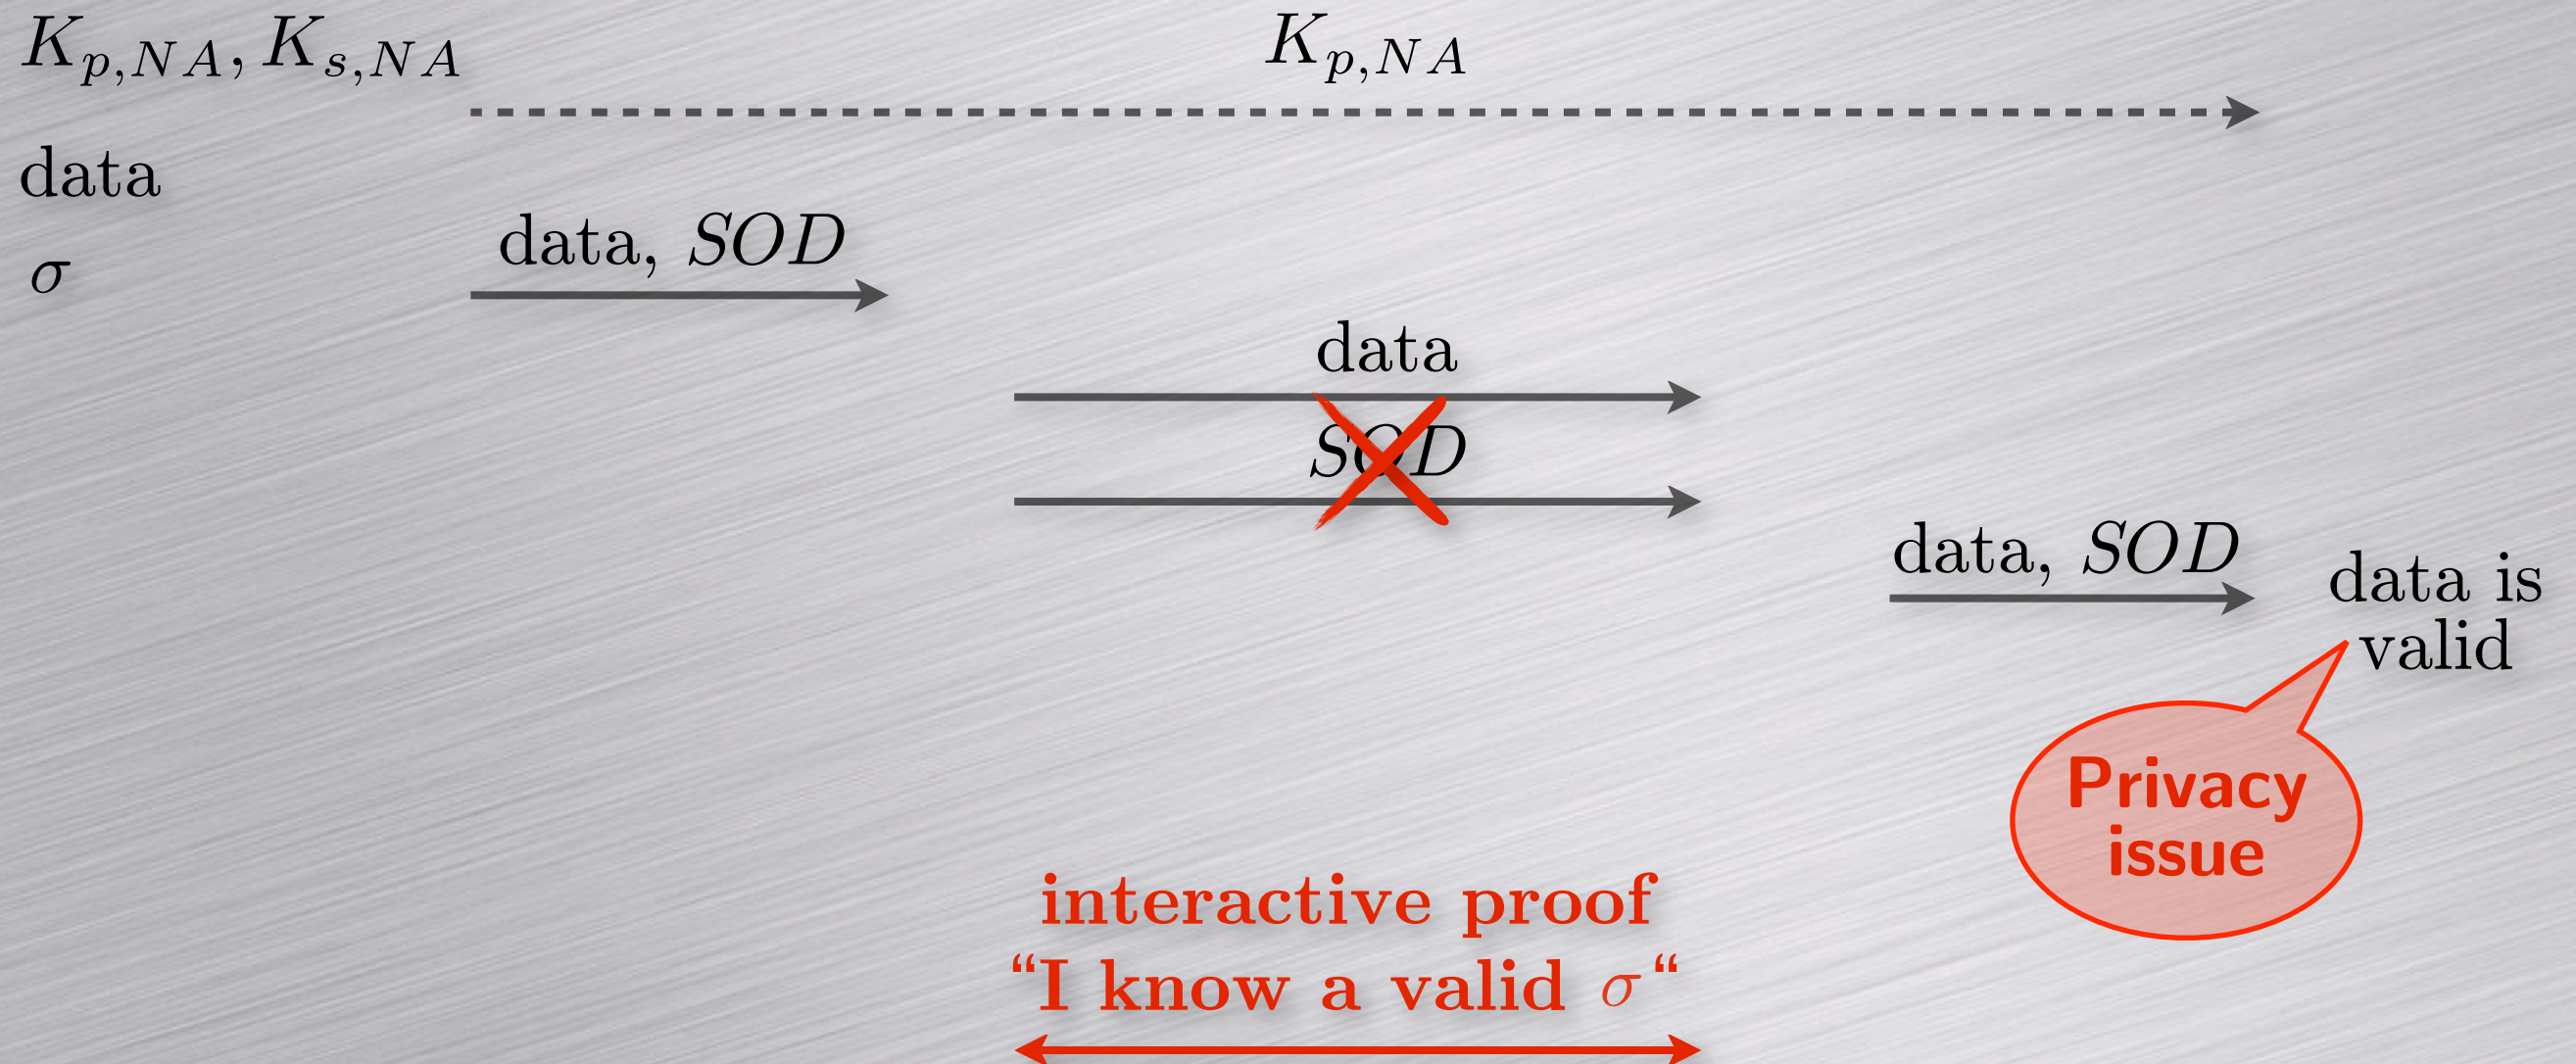 K_{p,NA}, K_{s,NA}
K_{p,NA}
data
data, SOD
σ
data
SOD
data, SOD
data is
valid
Privacy
issue
interactive proof
“I know a valid σ“